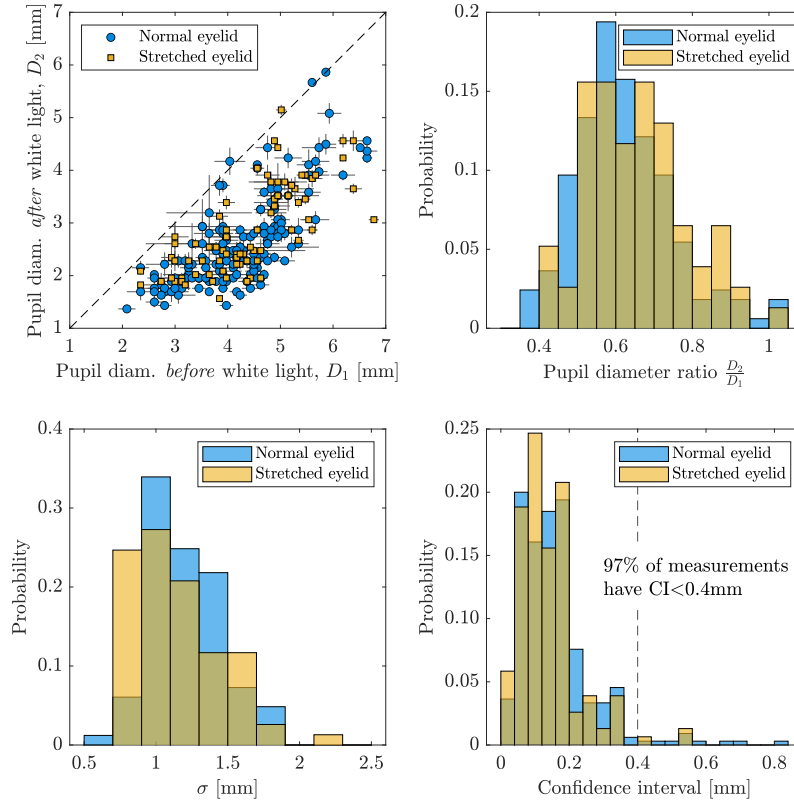 7
6
5
4
3
2
1
1 2 3 4 5 6 7
Pupil diam. after white light, D₂ [mm]
Pupil diam. before white light, D₁ [mm]
Normal eyelid
Stretched eyelid
0.2
0.15
0.1
0.05
0
0.4 0.6 0.8 1
Probability
Pupil diameter ratio D₂/D₁
Normal eyelid
Stretched eyelid
0.4
0.3
0.2
0.1
0
0.5 1 1.5 2 2.5
Probability
σ [mm]
Normal eyelid
Stretched eyelid
0.25
0.20
0.15
0.10
0.05
0
0 0.2 0.4 0.6 0.8
Probability
Confidence interval [mm]
Normal eyelid
Stretched eyelid
97% of measurements
have CI<0.4mm